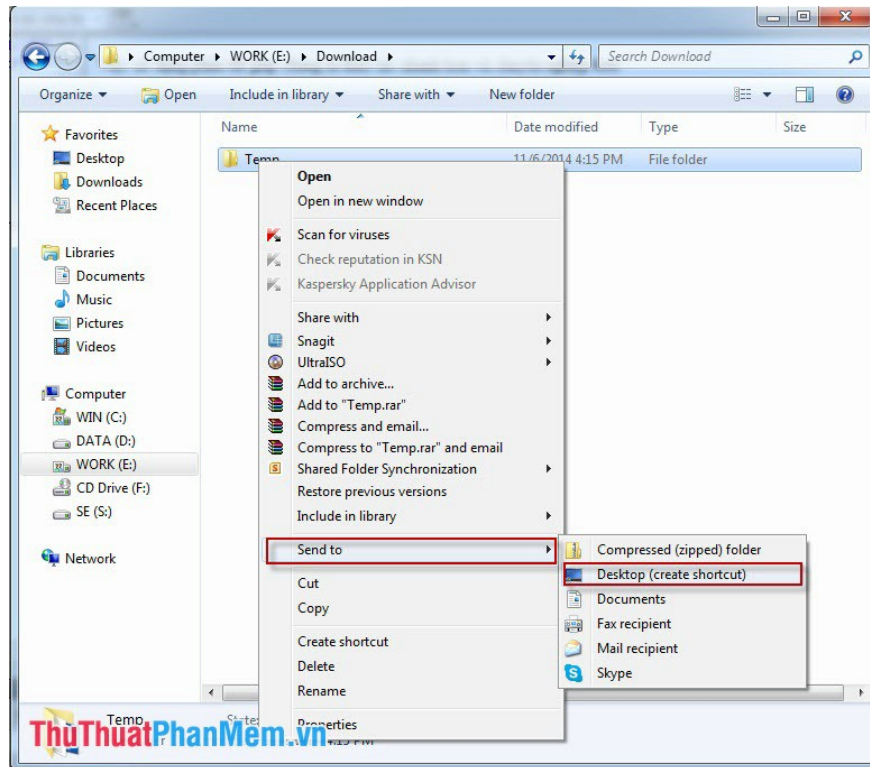 Computer ▸ WORK (E:) ▸ Download ▸
Search Download
Organize Open Include in library Share with New folder
Name Date modified Type Size
Favorites
Desktop
Downloads
Recent Places
Libraries
Documents
Music
Pictures
Videos
Computer
WIN (C:)
DATA (D:)
WORK (E:)
CD Drive (F:)
SE (S:)
Network
Temp 11/6/2014 4:15 PM File folder
Open
Open in new window
Scan for viruses
Check reputation in KSN
Kaspersky Application Advisor
Share with
Snagit
UltraISO
Add to archive...
Add to "Temp.rar"
Compress and email...
Compress to "Temp.rar" and email
Shared Folder Synchronization
Restore previous versions
Include in library
Send to
Cut
Copy
Create shortcut
Delete
Rename
Properties
Compressed (zipped) folder
Desktop (create shortcut)
Documents
Fax recipient
Mail recipient
Skype
Temp
ThuThuatPhanMem.vn